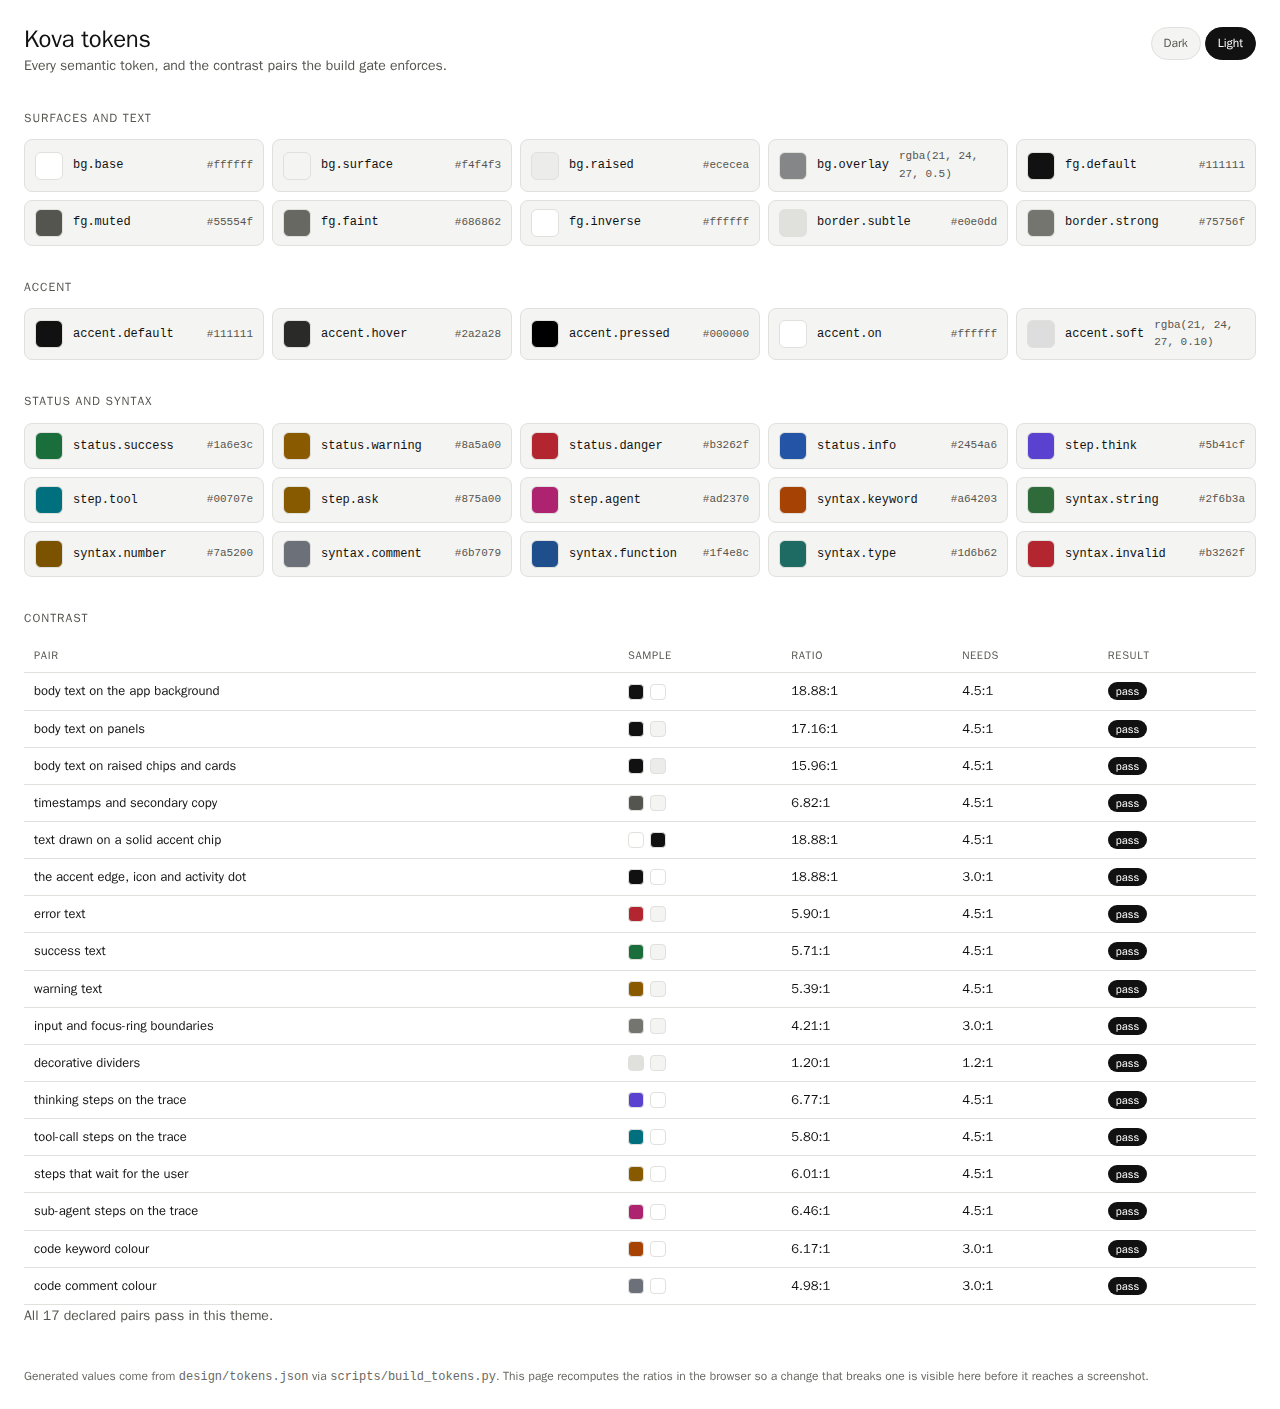 Kova tokens
Dark Light
Every semantic token, and the contrast pairs the build gate enforces.
SURFACES AND TEXT
bg.base #ffffff bg.surface #f4f4f3 bg.raised #ececea bg.overlay rgba(21, 24, 27, 0.5) fg.default #111111
fg.muted #55554f fg.faint #686862 fg.inverse #ffffff border.subtle #e0e0dd border.strong #75756f
ACCENT
accent.default #111111 accent.hover #2a2a28 accent.pressed #000000 accent.on #ffffff accent.soft rgba(21, 24, 27, 0.10)
STATUS AND SYNTAX
status.success #1a6e3c status.warning #8a5a00 status.danger #b3262f status.info #2454a6 step.think #5b41cf
step.tool #00707e step.ask #875a00 step.agent #ad2370 syntax.keyword #a64203 syntax.string #2f6b3a
syntax.number #7a5200 syntax.comment #6b7079 syntax.function #1f4e8c syntax.type #1d6b62 syntax.invalid #b3262f
CONTRAST
PAIR SAMPLE RATIO NEEDS RESULT
body text on the app background 18.88:1 4.5:1 pass
body text on panels 17.16:1 4.5:1 pass
body text on raised chips and cards 15.96:1 4.5:1 pass
timestamps and secondary copy 6.82:1 4.5:1 pass
text drawn on a solid accent chip 18.88:1 4.5:1 pass
the accent edge, icon and activity dot 18.88:1 3.0:1 pass
error text 5.90:1 4.5:1 pass
success text 5.71:1 4.5:1 pass
warning text 5.39:1 4.5:1 pass
input and focus-ring boundaries 4.21:1 3.0:1 pass
decorative dividers 1.20:1 1.2:1 pass
thinking steps on the trace 6.77:1 4.5:1 pass
tool-call steps on the trace 5.80:1 4.5:1 pass
steps that wait for the user 6.01:1 4.5:1 pass
sub-agent steps on the trace 6.46:1 4.5:1 pass
code keyword colour 6.17:1 3.0:1 pass
code comment colour 4.98:1 3.0:1 pass
All 17 declared pairs pass in this theme.
Generated values come from design/tokens.json via scripts/build_tokens.py. This page recomputes the ratios in the browser so a change that breaks one is visible here before it reaches a screenshot.